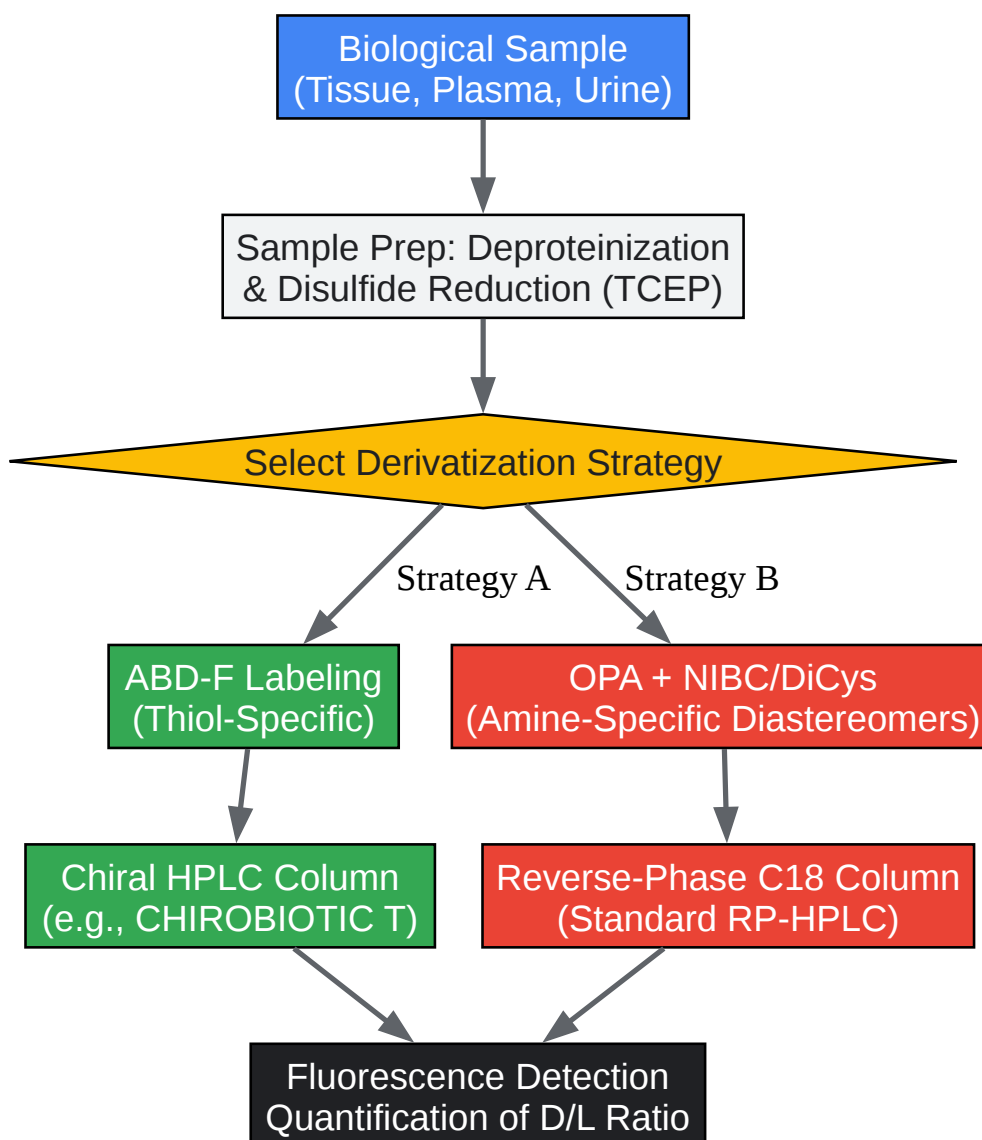 Biological Sample
(Tissue, Plasma, Urine)
Sample Prep: Deproteinization
& Disulfide Reduction (TCEP)
Select Derivatization Strategy
Strategy A
Strategy B
ABD-F Labeling
(Thiol-Specific)
OPA + NIBC/DiCys
(Amine-Specific Diastereomers)
Chiral HPLC Column
(e.g., CHIROBIOTIC T)
Reverse-Phase C18 Column
(Standard RP-HPLC)
Fluorescence Detection
Quantification of D/L Ratio